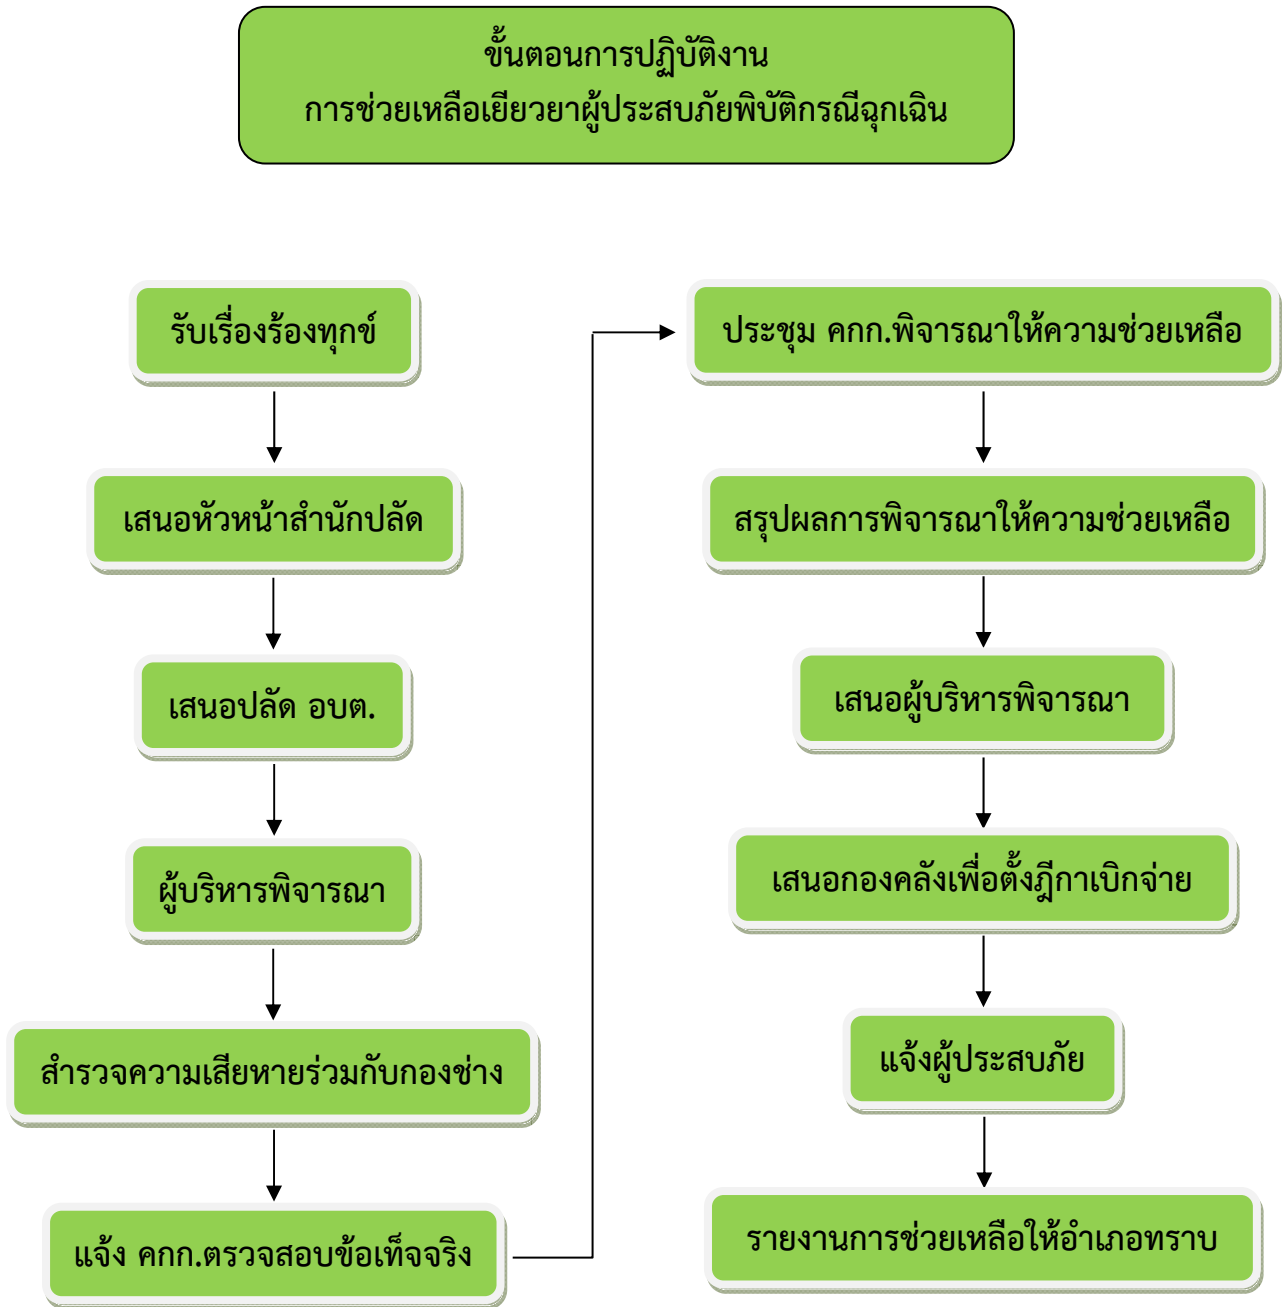 ขั้นตอนการปฏิบัติงาน
การช่วยเหลือเยียวยาผู้ประสบภัยพิบัติกรณีฉุกเฉิน
รับเรื่องร้องทุกข์
เสนอหัวหน้าสำนักปลัด
เสนอปลัด อบต.
ผู้บริหารพิจารณา
สำรวจความเสียหายร่วมกับกองช่าง
แจ้ง คกก.ตรวจสอบข้อเท็จจริง
ประชุม คกก.พิจารณาให้ความช่วยเหลือ
สรุปผลการพิจารณาให้ความช่วยเหลือ
เสนอผู้บริหารพิจารณา
เสนอกองคลังเพื่อตั้งฎีกาเบิกจ่าย
แจ้งผู้ประสบภัย
รายงานการช่วยเหลือให้อำเภอทราบ